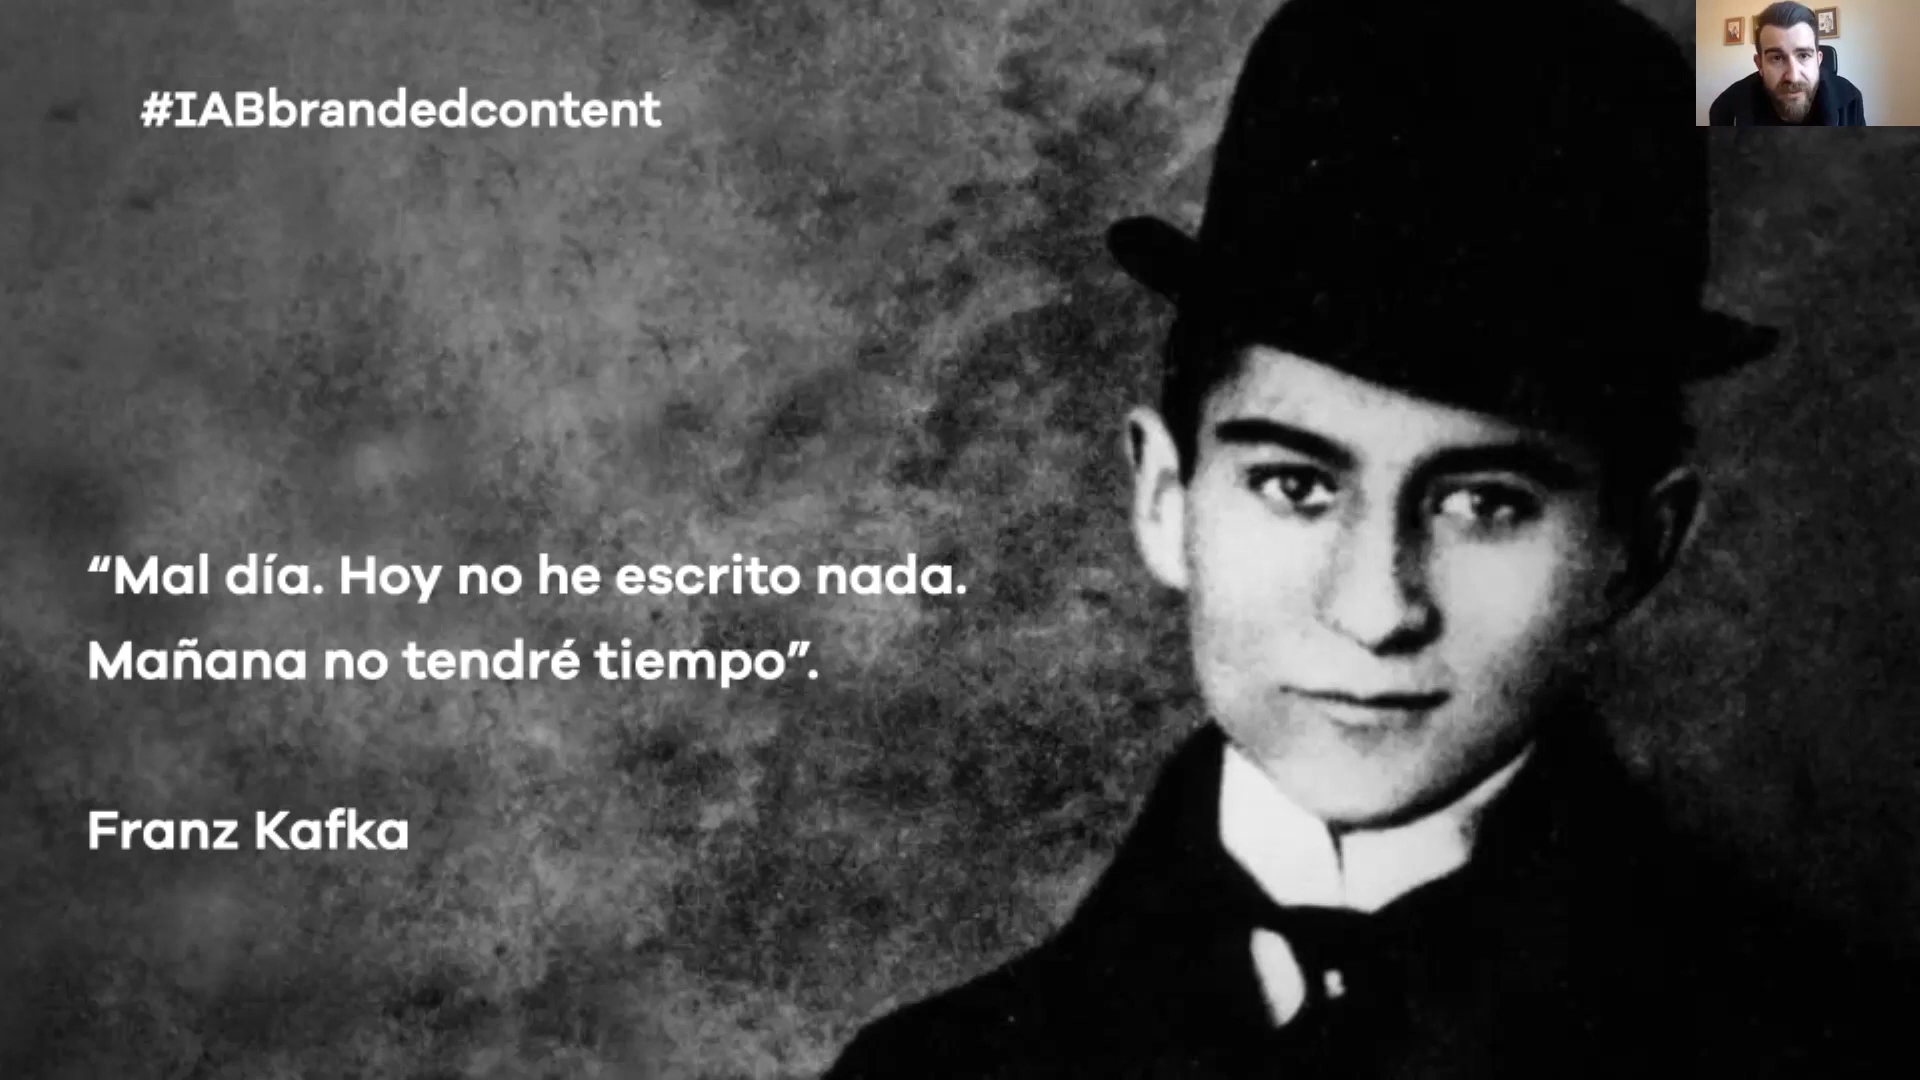 #IABbrandedcontent
“Mal día. Hoy no he escrito nada.
Mañana no tendré tiempo”.
Franz Kafka